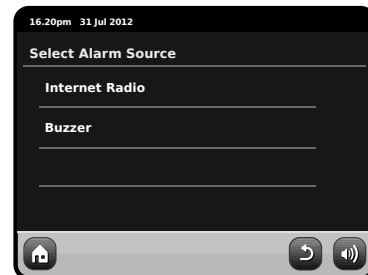 16.20pm 31 Jul 2012
Select Alarm Source
Internet Radio
Buzzer